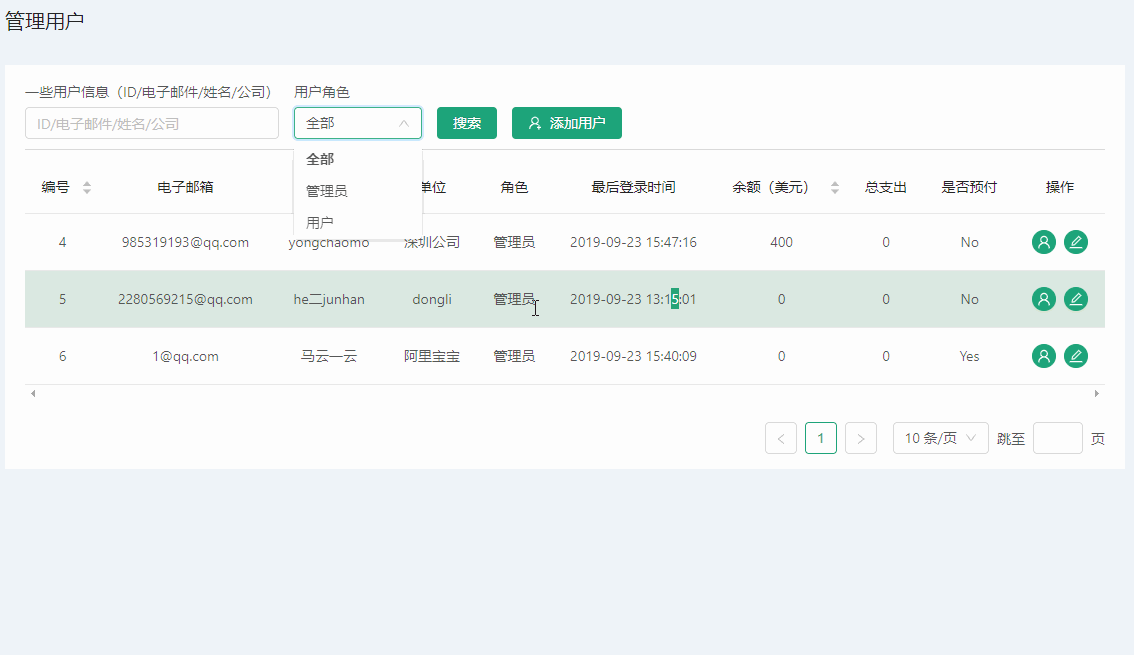 管理用户
一些用户信息（ID/电子邮件/姓名/公司） 用户角色
ID/电子邮件/姓名/公司 全部 搜索 添加用户
全部
管理员
用户
编号 电子邮箱 单位 角色 最后登录时间 余额（美元） 总支出 是否预付 操作
4 985319193@qq.com yongchaomo 深圳公司 管理员 2019-09-23 15:47:16 400 0 No
5 2280569215@qq.com he二junhan dongli 管理员 2019-09-23 13:15:01 0 0 No
6 1@qq.com 马云一云 阿里宝宝 管理员 2019-09-23 15:40:09 0 0 Yes
1 10 条/页 跳至 页